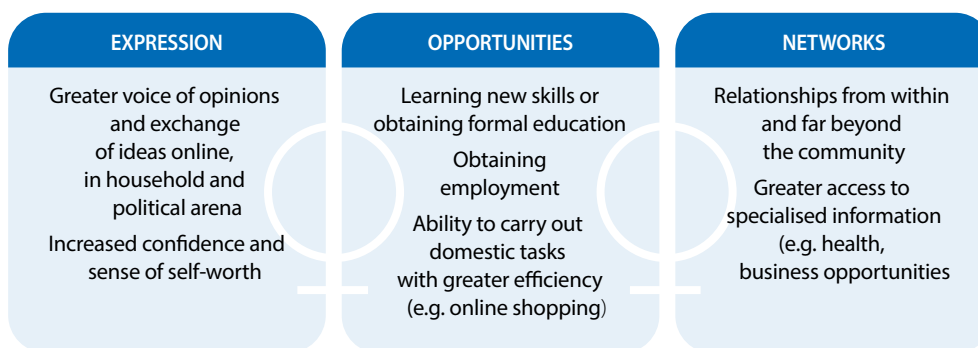 EXPRESSION
Greater voice of opinions
and exchange
of ideas online,
in household and
political arena
Increased confidence and
sense of self-worth
OPPORTUNITIES
Learning new skills or
obtaining formal education
Obtaining
employment
Ability to carry out
domestic tasks
with greater efficiency
(e.g. online shopping)
NETWORKS
Relationships from within
and far beyond
the community
Greater access to
specialised information
(e.g. health,
business opportunities